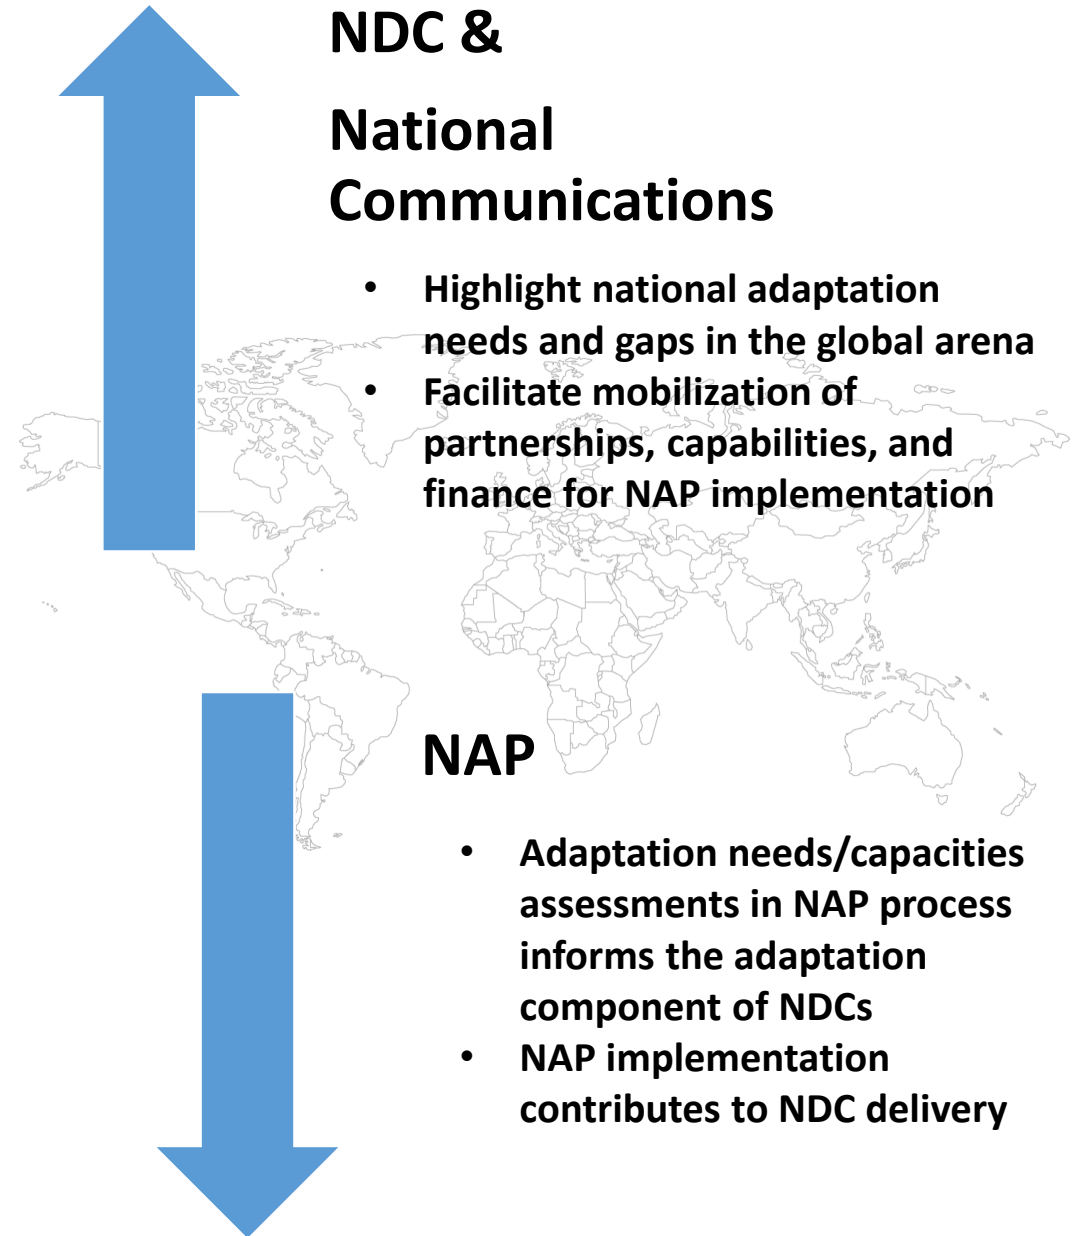 NDC &
National
Communications
• Highlight national adaptation
needs and gaps in the global arena
• Facilitate mobilization of
partnerships, capabilities, and
finance for NAP implementation
NAP
• Adaptation needs/capacities
assessments in NAP process
informs the adaptation
component of NDCs
• NAP implementation
contributes to NDC delivery